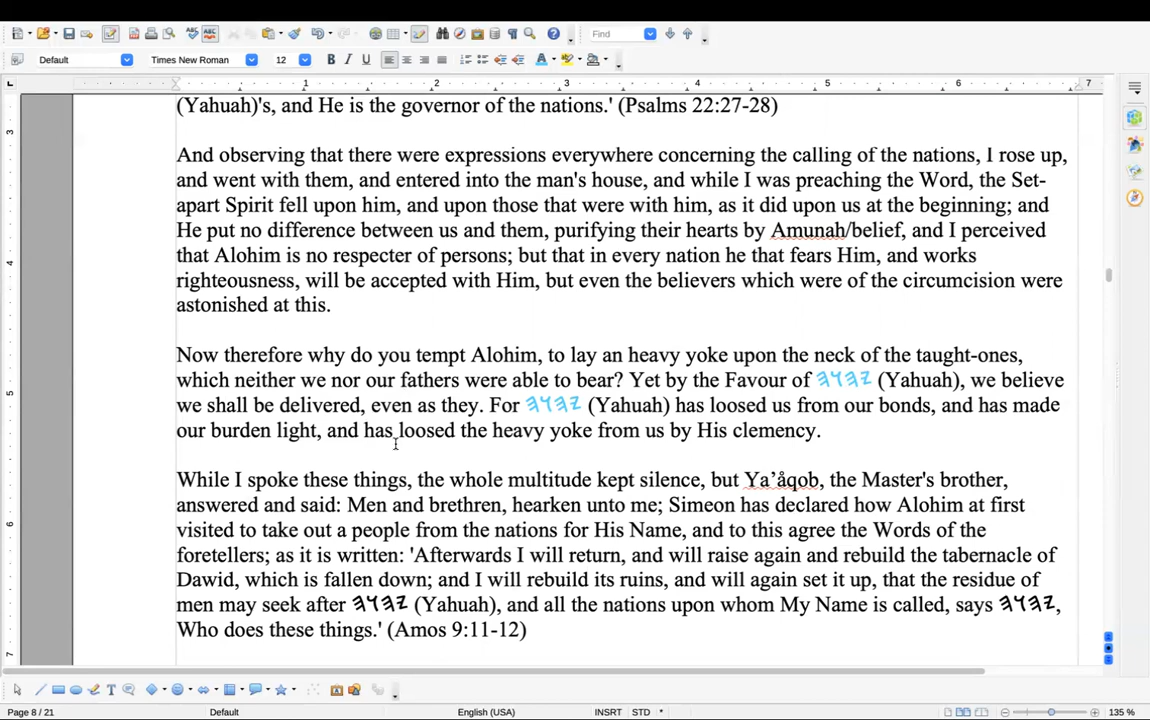 Find
Default
Times New Roman
12
B I U
1 2 3 4 5 6 7
(Yahuah)'s, and He is the governor of the nations.' (Psalms 22:27-28)
And observing that there were expressions everywhere concerning the calling of the nations, I rose up,
and went with them, and entered into the man's house, and while I was preaching the Word, the Set-
apart Spirit fell upon him, and upon those that were with him, as it did upon us at the beginning; and
He put no difference between us and them, purifying their hearts by Amunah/belief, and I perceived
that Alohim is no respecter of persons; but that in every nation he that fears Him, and works
righteousness, will be accepted with Him, but even the believers which were of the circumcision were
astonished at this.
Now therefore why do you tempt Alohim, to lay an heavy yoke upon the neck of the taught-ones,
which neither we nor our fathers were able to bear? Yet by the Favour of 𐤉𐤄𐤅𐤄 (Yahuah), we believe
we shall be delivered, even as they. For 𐤉𐤄𐤅𐤄 (Yahuah) has loosed us from our bonds, and has made
our burden light, and has loosed the heavy yoke from us by His clemency.
While I spoke these things, the whole multitude kept silence, but Ya'åqob, the Master's brother,
answered and said: Men and brethren, hearken unto me; Simeon has declared how Alohim at first
visited to take out a people from the nations for His Name, and to this agree the Words of the
foretellers; as it is written: 'Afterwards I will return, and will raise again and rebuild the tabernacle of
Dawid, which is fallen down; and I will rebuild its ruins, and will again set it up, that the residue of
men may seek after 𐤉𐤄𐤅𐤄 (Yahuah), and all the nations upon whom My Name is called, says 𐤉𐤄𐤅𐤄,
Who does these things.' (Amos 9:11-12)
3
4
5
6
7
Page 8 / 21
Default
English (USA)
INSRT
STD
*
135 %